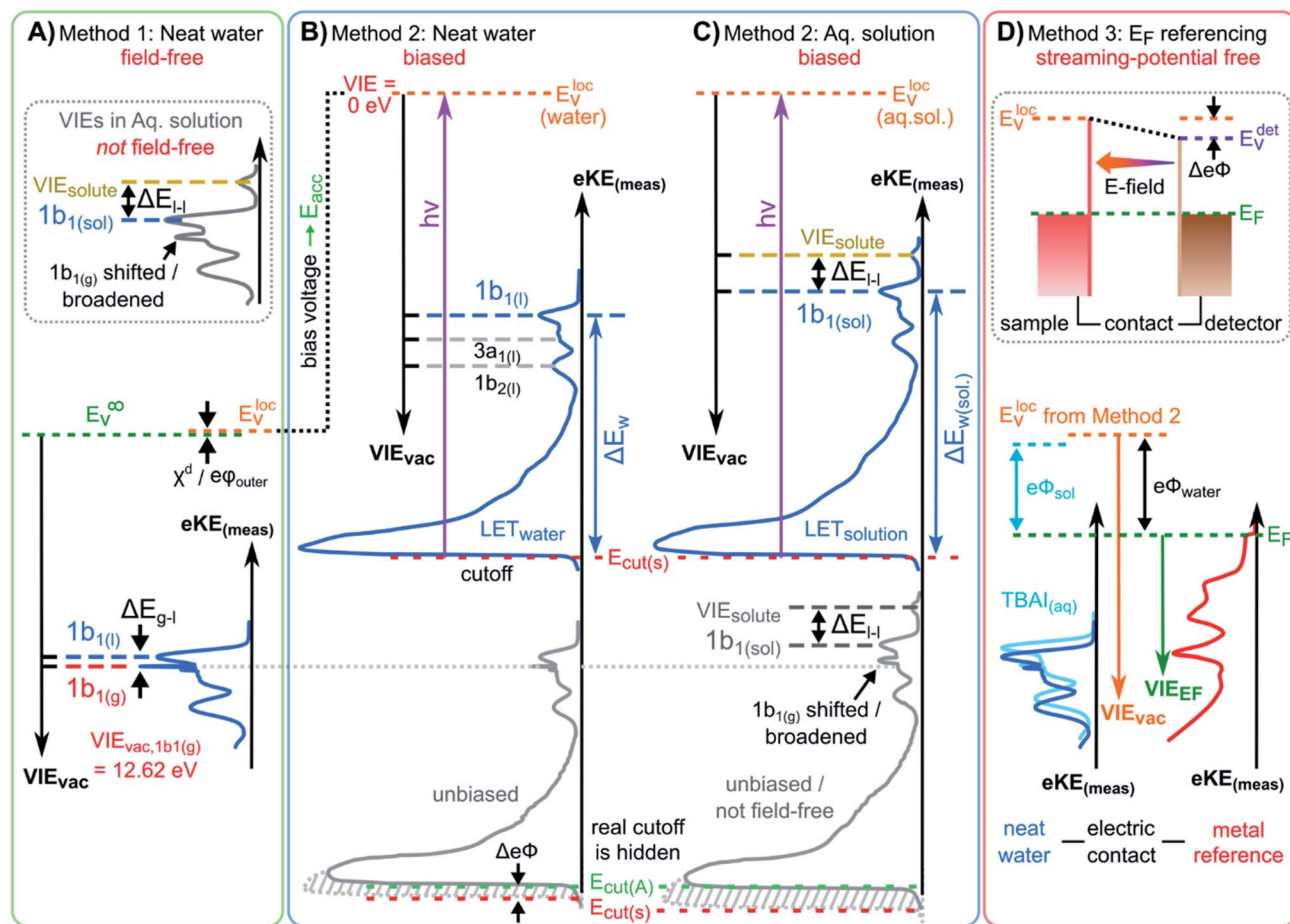 A) Method 1: Neat water
field-free
VIEs in Aq. solution
not field-free
VIEsolute
ΔEl-l
1b1(sol)
1b1(g) shifted /
broadened
Ev∞
Evloc
χd / eφouter
eKE(meas)
ΔEg-l
1b1(l)
1b1(g)
VIEvac,1b1(g)
= 12.62 eV
VIEvac
B) Method 2: Neat water
biased
VIE =
0 eV
Evloc
(water)
bias voltage → Eacc
hν
eKE(meas)
1b1(l)
3a1(l)
1b2(l)
VIEvac
ΔEw
LETwater
cutoff
Ecut(s)
unbiased
real cutoff
is hidden
ΔeΦ
Ecut(A)
Ecut(s)
C) Method 2: Aq. solution
biased
Evloc
(aq.sol.)
hν
eKE(meas)
VIEsolute
ΔEl-l
1b1(sol)
VIEvac
ΔEw(sol.)
LETsolution
VIEsolute
1b1(sol)
ΔEl-l
1b1(g) shifted /
broadened
unbiased /
not field-free
D) Method 3: EF referencing
streaming-potential free
Evloc
Evdet
ΔeΦ
E-field
EF
sample — contact — detector
Evloc from Method 2
eΦsol
eΦwater
EF
TBAI(aq)
VIEvac
VIEEF
eKE(meas)
eKE(meas)
neat
water
electric
contact
metal
reference